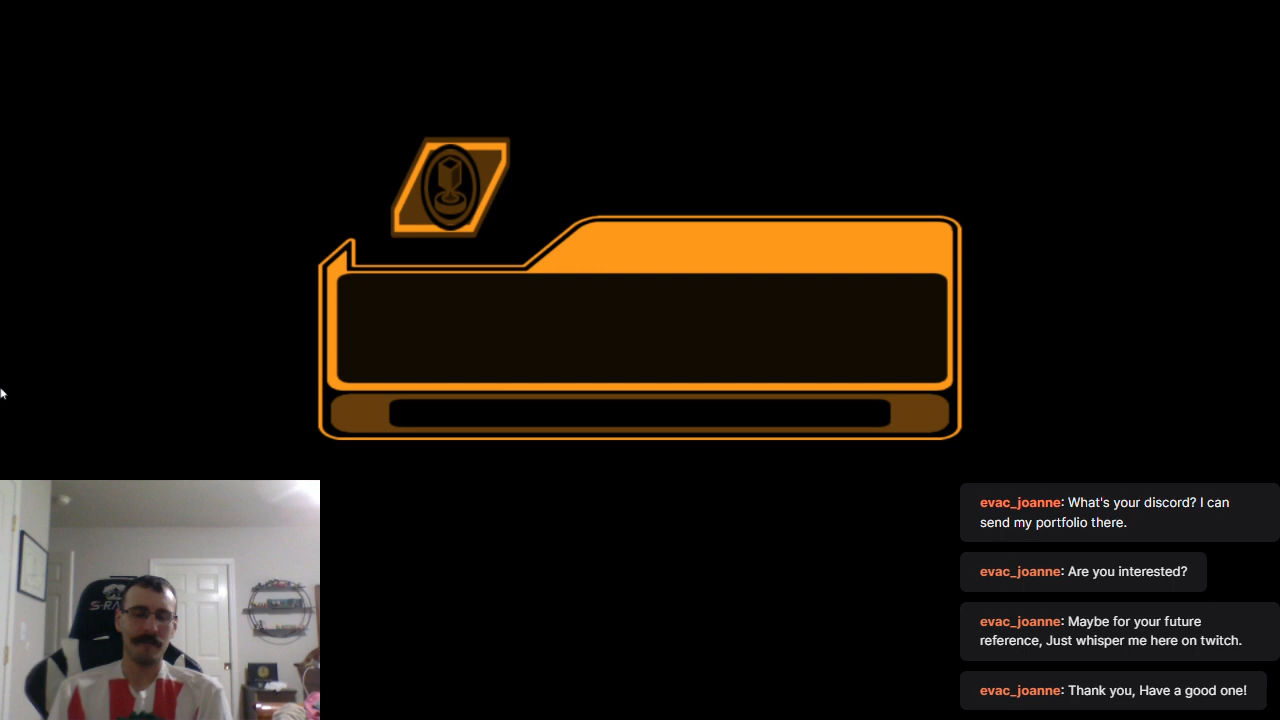 evac_joanne: What's your discord? I can
send my portfolio there.
evac_joanne: Are you interested?
evac_joanne: Maybe for your future
reference, Just whisper me here on twitch.
evac_joanne: Thank you, Have a good one!